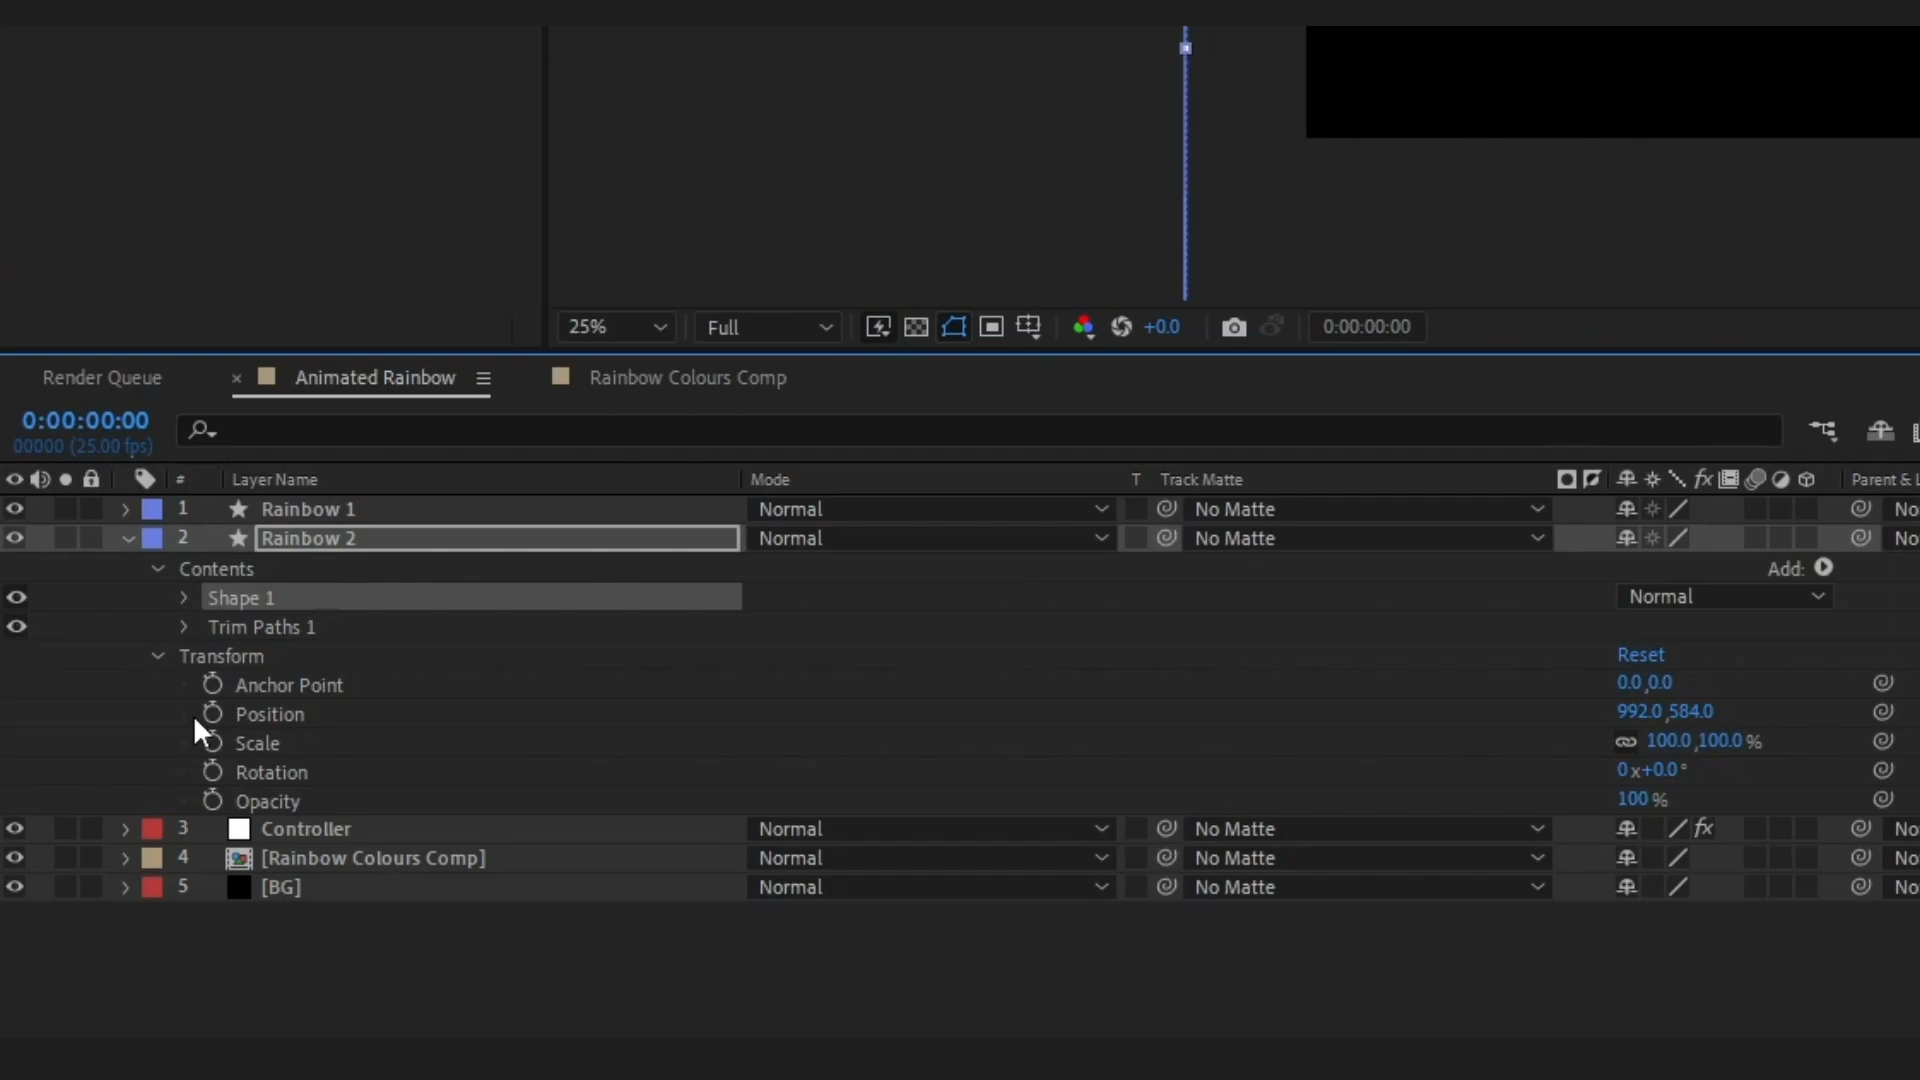 25% Full +0.0 0:00:00:00
Render Queue × Animated Rainbow Rainbow Colours Comp
0:00:00:00
00000 (25.00 fps)
# Layer Name Mode T Track Matte fx Parent & L
1 Rainbow 1 Normal No Matte No
2 Rainbow 2 Normal No Matte No
Contents Add:
Shape 1 Normal
Trim Paths 1
Transform Reset
Anchor Point 0.0,0.0
Position 992.0,584.0
Scale 100.0,100.0%
Rotation 0x+0.0°
Opacity 100%
3 Controller Normal No Matte fx No
4 [Rainbow Colours Comp] Normal No Matte No
5 [BG] Normal No Matte No